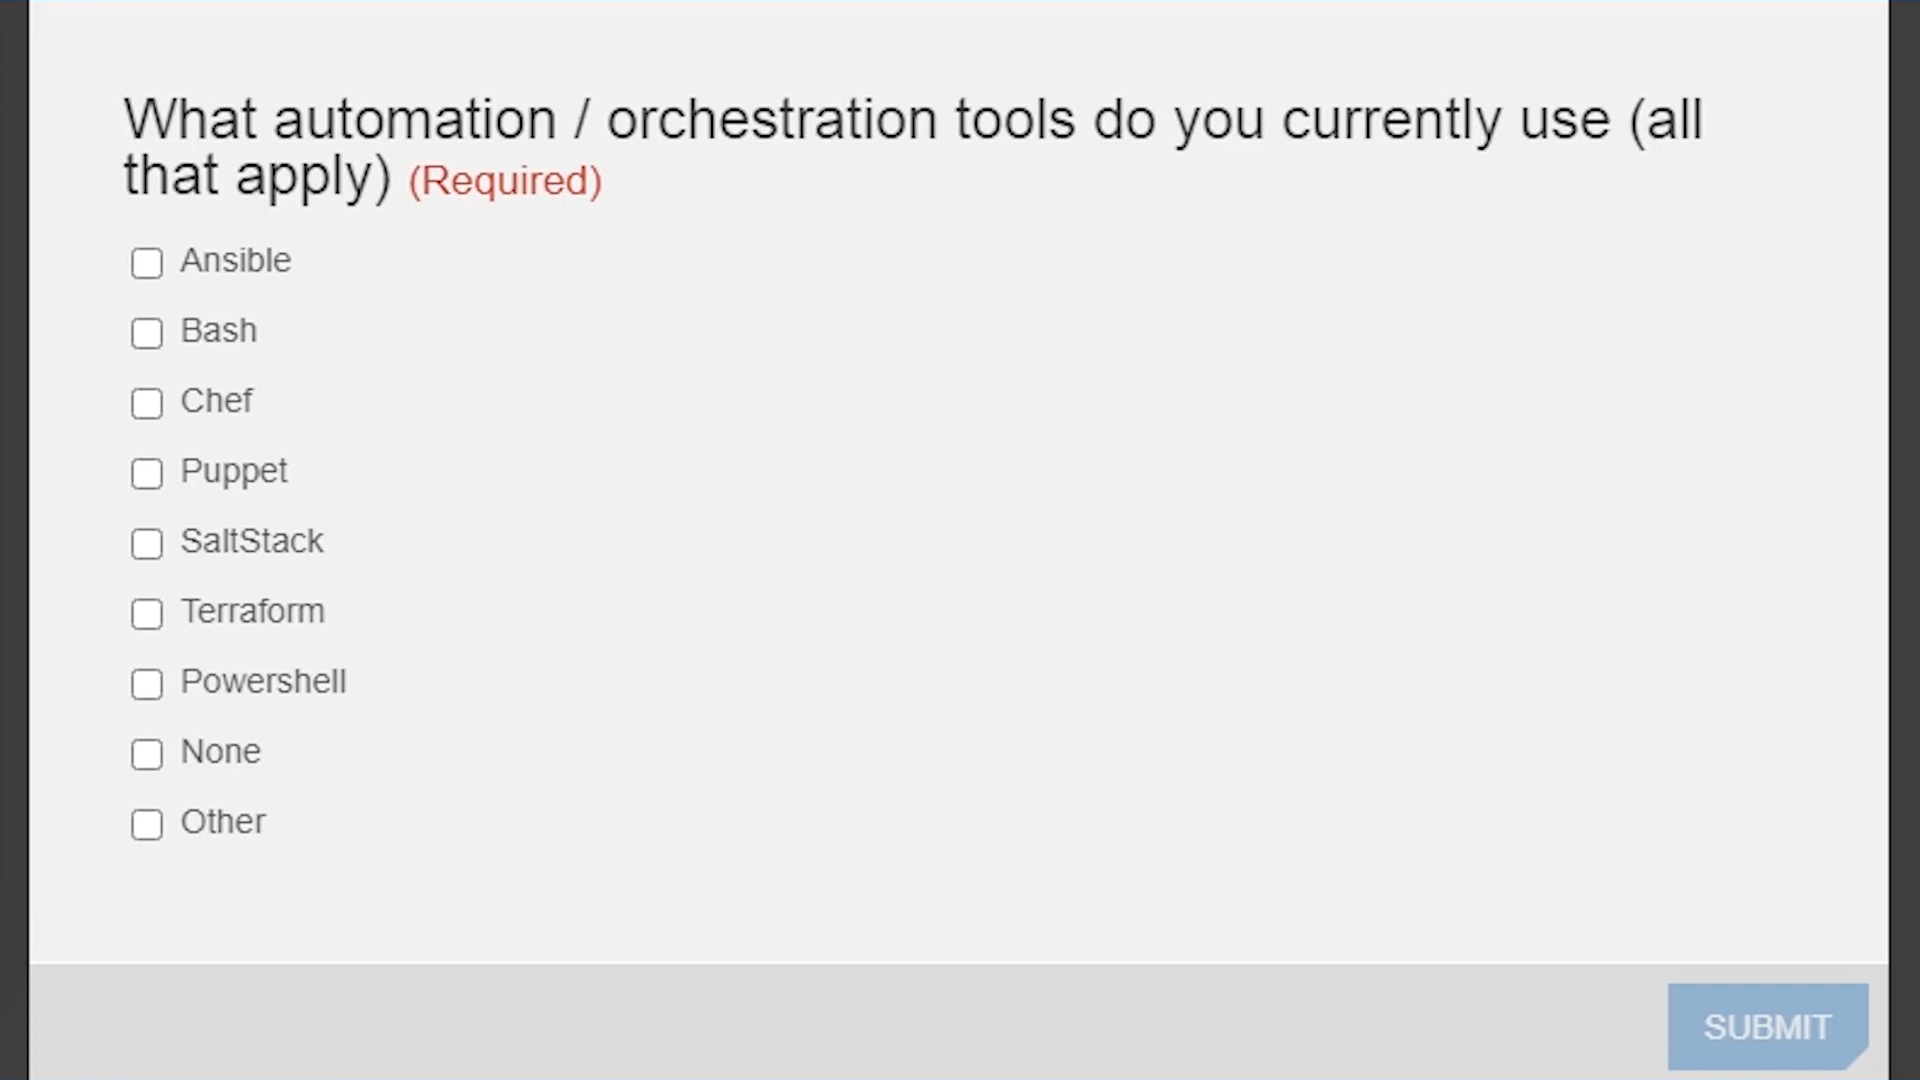 What automation / orchestration tools do you currently use (all
that apply) (Required)
Ansible
Bash
Chef
Puppet
SaltStack
Terraform
Powershell
None
Other
SUBMIT